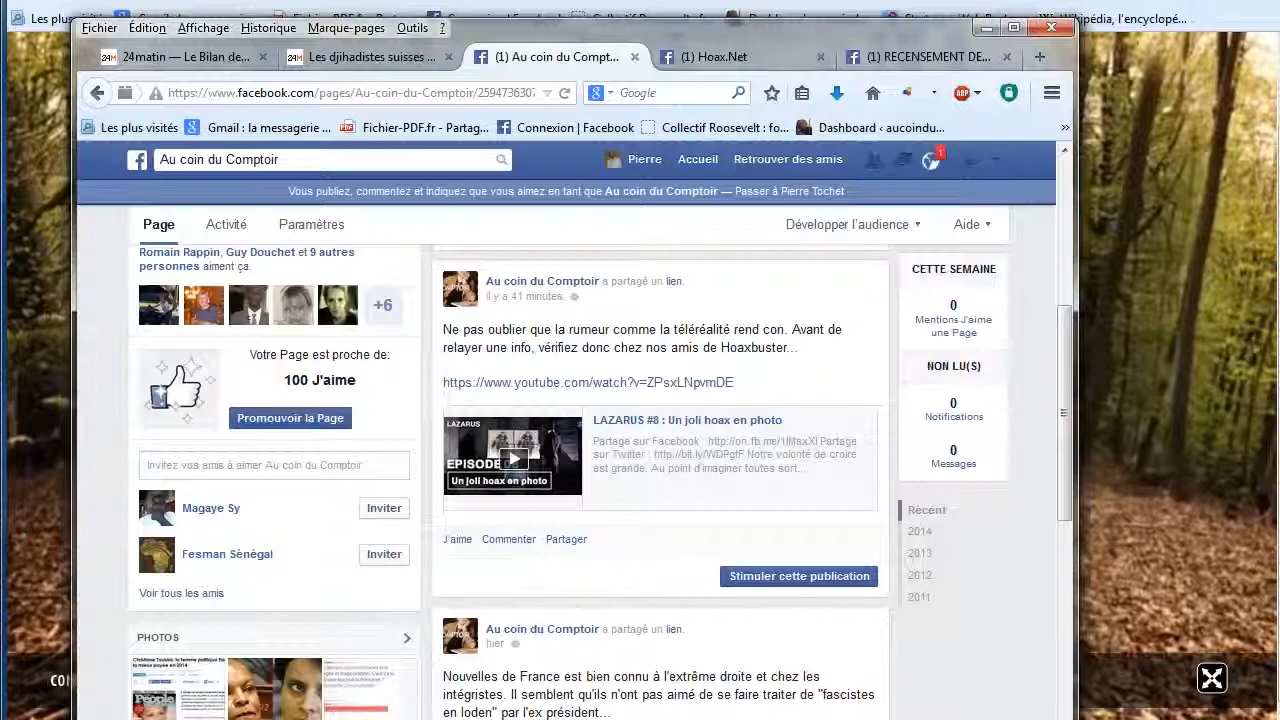 Les plus
Wikipédia, l'encyclopé...
Fichier Édition Affichage Historique Marque-pages Outils ?
24matin — Le Bilan de...
Les djihadistes suisses ...
(1) Au coin du Compt...
(1) Hoax.Net
(1) RECENSEMENT DE...
https://www.facebook.com/pages/Au-coin-du-Comptoir/2594736307
Google
ABP
Les plus visités Gmail : la messagerie ... Fichier-PDF.fr - Partag... Connexion | Facebook Collectif Roosevelt : fo... Dashboard ‹ aucoindu...
Au coin du Comptoir
Pierre Accueil Retrouver des amis
1
Vous publiez, commentez et indiquez que vous aimez en tant que Au coin du Comptoir — Passer à Pierre Tochet
Page Activité Paramètres
Développer l'audience Aide
Romain Rappin, Guy Douchet et 9 autres
personnes aiment ça.
+6
Votre Page est proche de:
100 J'aime
Promouvoir la Page
Invitez vos amis à aimer Au coin du Comptoir
Magaye Sy Inviter
Fesman Sénégal Inviter
Voir tous les amis
PHOTOS
Au coin du Comptoir a partagé un lien.
Il y a 41 minutes
Ne pas oublier que la rumeur comme la téléréalité rend con. Avant de
relayer une info, vérifiez donc chez nos amis de Hoaxbuster...
https://www.youtube.com/watch?v=ZPsxLNpvmDE
LAZARUS
EPISODE
Un joli hoax en photo
LAZARUS #8 : Un joli hoax en photo
Partage sur Facebook http://on.fb.me/1lMsxXl Partage
sur Twitter http://bit.ly/WDPgfF Notre volonté de croire
est grande. Au point d'imaginer toutes sort...
J'aime Commenter Partager
Stimuler cette publication
Au coin du Comptoir a partagé un lien.
hier
Nouvelles de France est bien connu à l'extrême droite et chez les
intégristes. Il semblent qu'ils n'ont pas aimé se faire traiter de "fascistes
CETTE SEMAINE
0
Mentions J'aime
une Page
NON LU(S)
0
Notifications
0
Messages
Récent
2014
2013
2012
2011